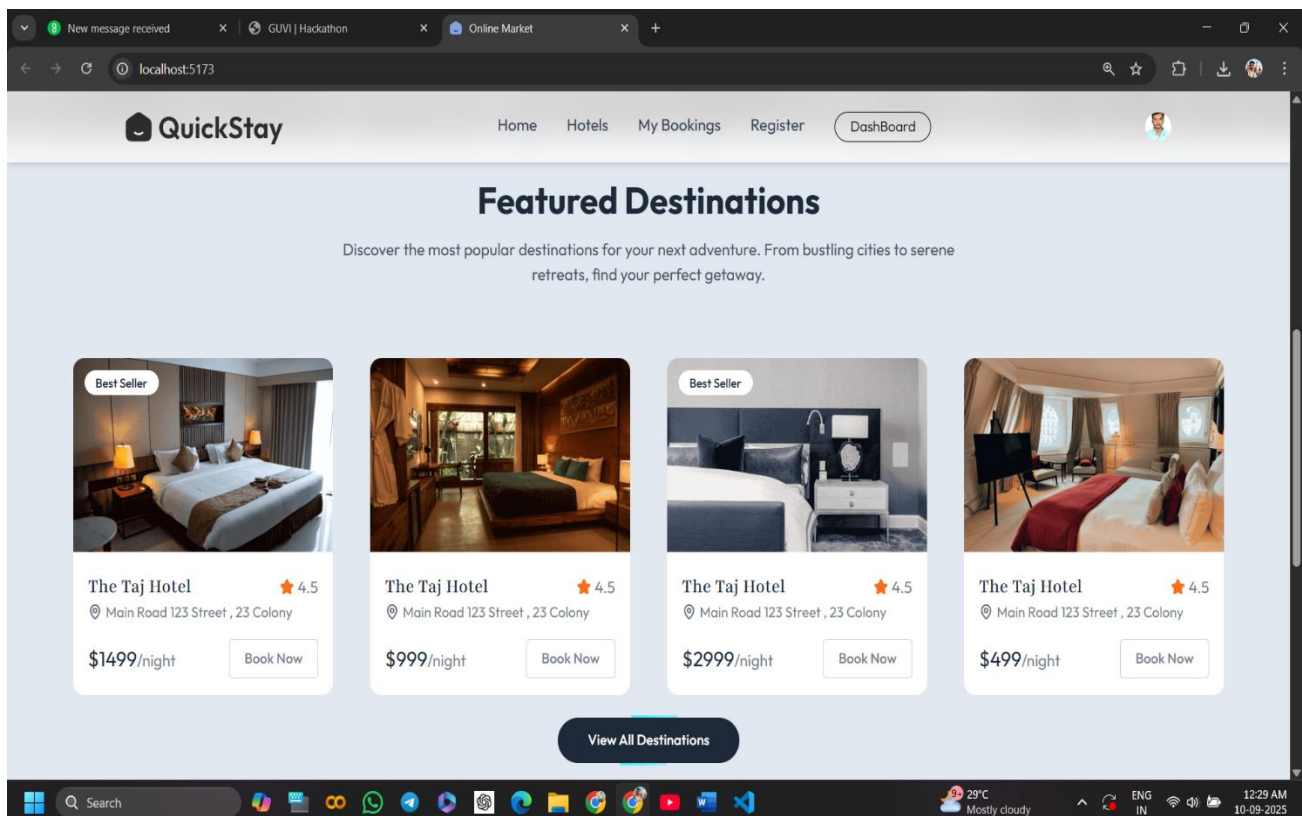 8 New message received
GUVI | Hackathon
Online Market
localhost:5173
QuickStay
Home Hotels My Bookings Register DashBoard
Featured Destinations
Discover the most popular destinations for your next adventure. From bustling cities to serene
retreats, find your perfect getaway.
Best Seller
Best Seller
The Taj Hotel 4.5
Main Road 123 Street , 23 Colony
$1499/night Book Now
The Taj Hotel 4.5
Main Road 123 Street , 23 Colony
$999/night Book Now
The Taj Hotel 4.5
Main Road 123 Street , 23 Colony
$2999/night Book Now
The Taj Hotel 4.5
Main Road 123 Street , 23 Colony
$499/night Book Now
View All Destinations
Search
9+
29°C
Mostly cloudy
ENG
IN
12:29 AM
10-09-2025